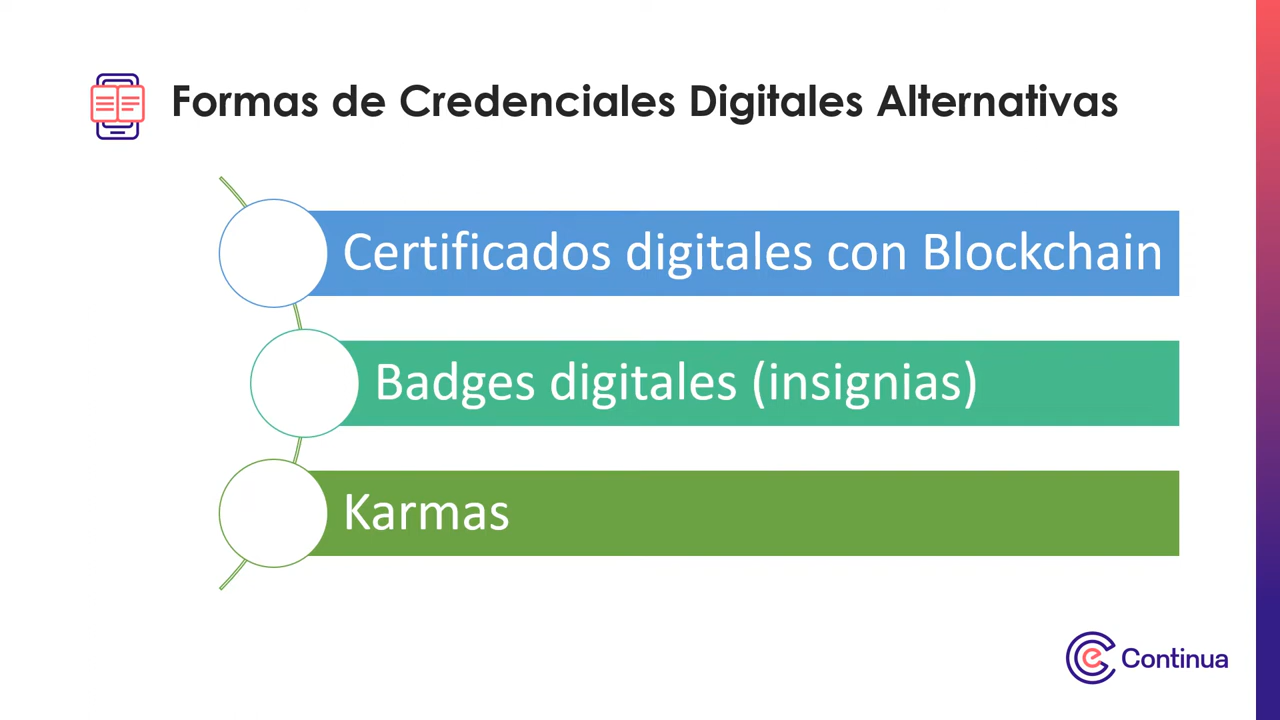 Formas de Credenciales Digitales Alternativas
Certificados digitales con Blockchain
Badges digitales (insignias)
Karmas
e Continua